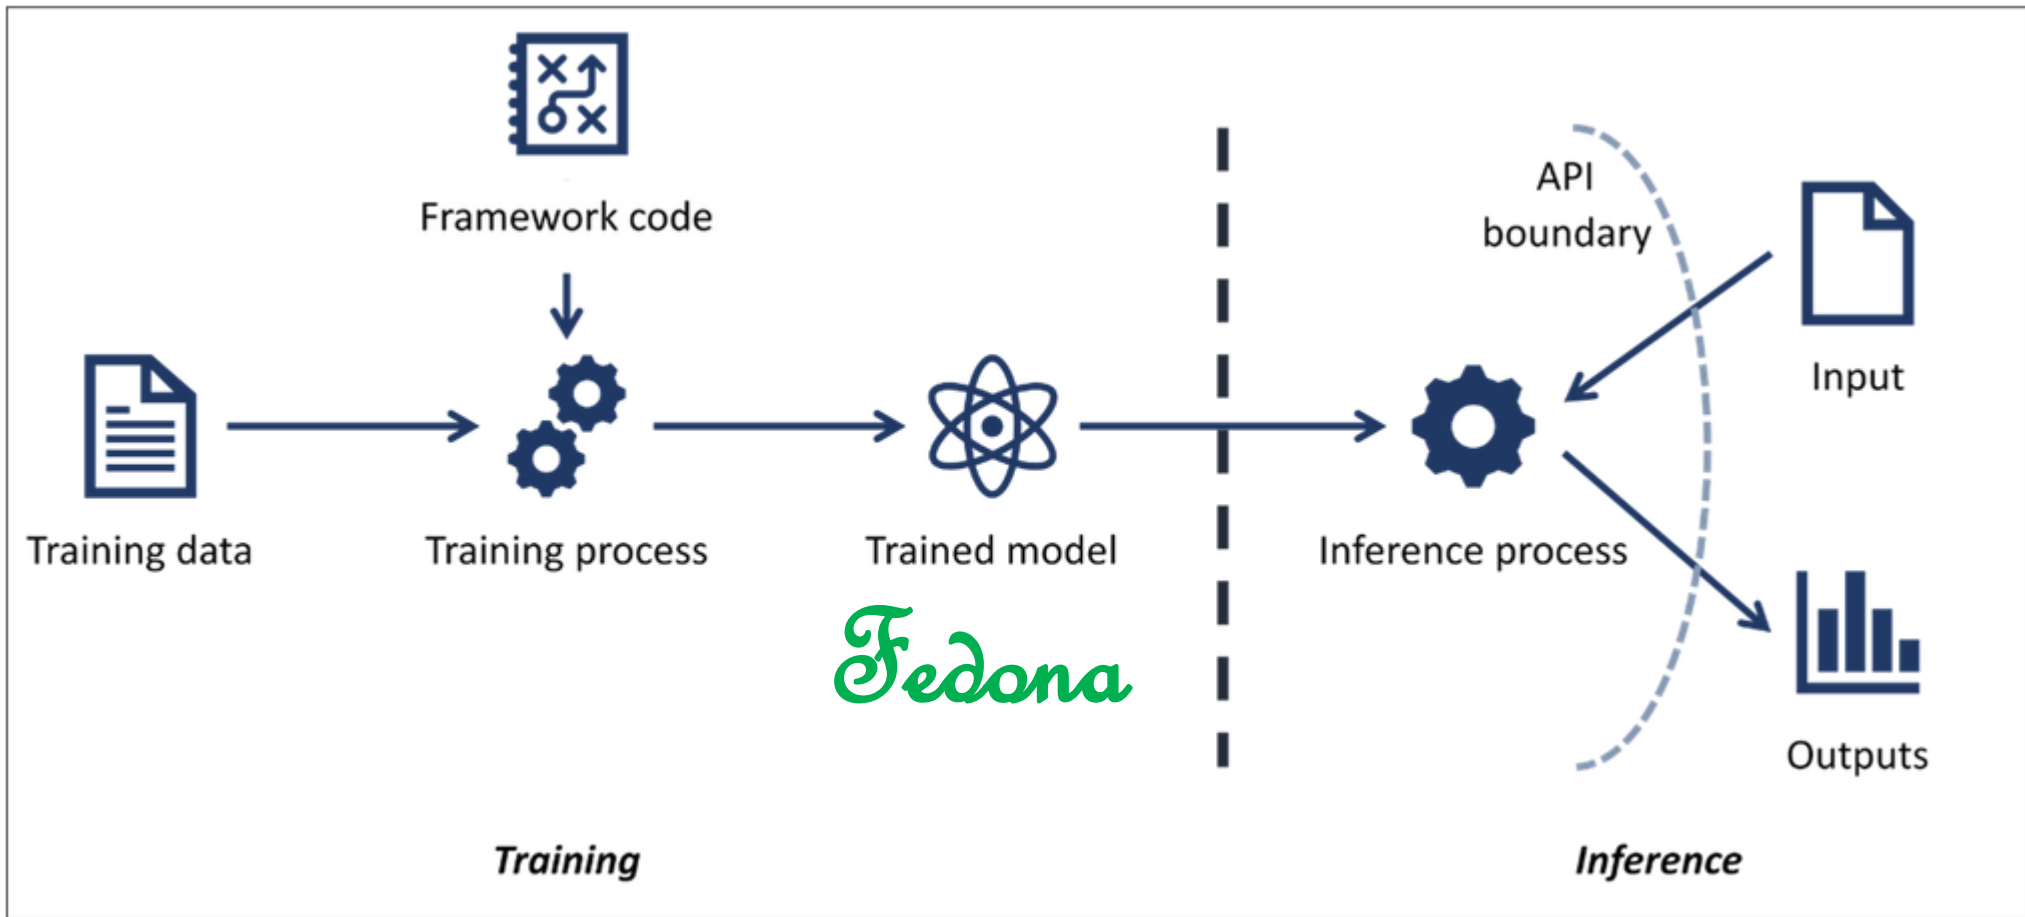 Framework code
API
boundary
Input
Training data
Training process
Trained model
Inference process
Fedona
Outputs
Training
Inference